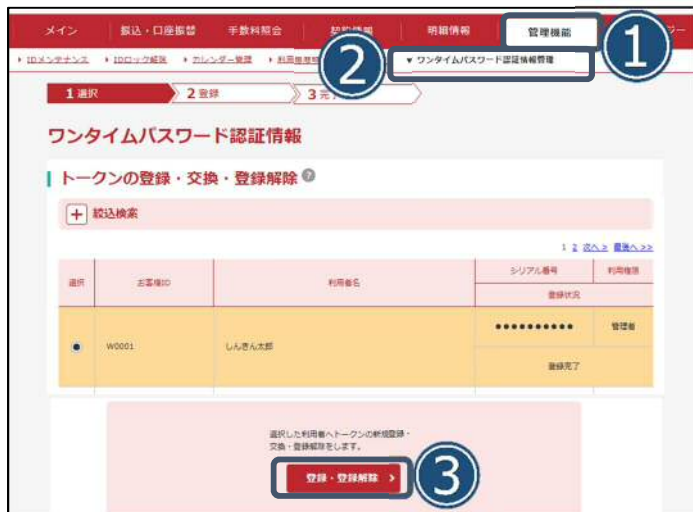 メイン 振込・口座振替 手数料照会 契約情報 明細情報 管理機能 1
IDメンテナンス IDロック解除 カレンダー管理 2 ▼ ワンタイムパスワード認証情報管理
1 選択 2 登録 3
ワンタイムパスワード認証情報
トークンの登録・交換・登録解除 ?
+ 絞込検索
1 2 次へ> 最後へ>>
選択 お客様ID 利用者名 シリアル番号 利用権限
登録状況
W0001 しんきん太郎 ●●●●●●●●●● 管理者
登録完了
選択した利用者へトークンの新規登録・
交換・登録解除をします。
登録・登録解除 > 3